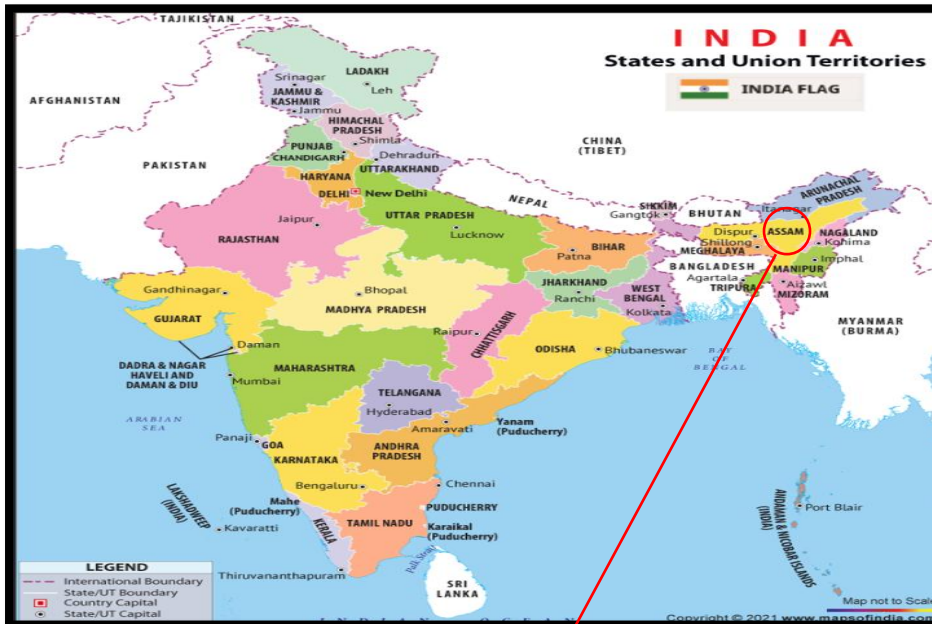 TAJIKISTAN
INDIA
States and Union Territories
INDIA FLAG
AFGHANISTAN
LADAKH
Srinagar
Leh
JAMMU &
KASHMIR
Jammu
HIMACHAL
PRADESH
Shimla
PUNJAB
CHANDIGARH
Dehradun
UTTARAKHAND
CHINA
(TIBET)
PAKISTAN
HARYANA
DELHI
New Delhi
NEPAL
ARUNACHAL
PRADESH
SIKKIM
Gangtok
BHUTAN
Itanagar
Jaipur
UTTAR PRADESH
Lucknow
RAJASTHAN
BIHAR
Patna
Dispur
ASSAM
NAGALAND
Kohima
Shillong
MEGHALAYA
Imphal
MANIPUR
BANGLADESH
Agartala
TRIPURA
Aizawl
MIZORAM
Gandhinagar
GUJARAT
Bhopal
MADHYA PRADESH
JHARKHAND
Ranchi
WEST
BENGAL
Kolkata
MYANMAR
(BURMA)
Raipur
CHHATTISGARH
ODISHA
Bhubaneswar
Daman
DADRA & NAGAR
HAVELI AND
DAMAN & DIU
Mumbai
MAHARASHTRA
BAY
OF
BENGAL
ARABIAN
SEA
TELANGANA
Hyderabad
Amaravati
Yanam
(Puducherry)
Panaji
GOA
KARNATAKA
ANDHRA
PRADESH
Bengaluru
Chennai
LAKSHADWEEP
(INDIA)
Kavaratti
Mahe
(Puducherry)
KERALA
TAMIL NADU
PUDUCHERRY
Karaikal
(Puducherry)
ANDAMAN & NICOBAR ISLANDS
(INDIA)
Port Blair
Thiruvananthapuram
Palk Strait
SRI
LANKA
LEGEND
International Boundary
State/UT Boundary
Country Capital
State/UT Capital
INDIAN OCEAN
Map not to Scale
Copyright © 2021 www.mapsofindia.com